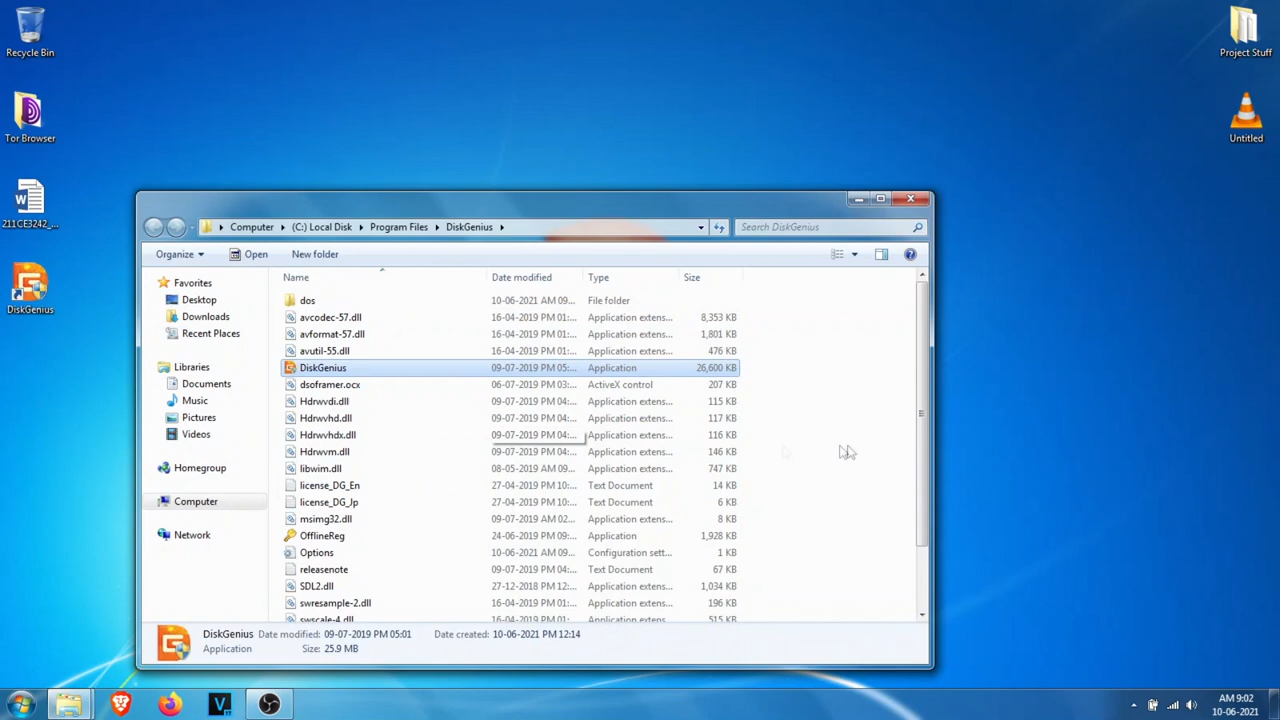 Recycle Bin
Project Stuff
Tor Browser
Untitled
211CE3242_...
DiskGenius
Computer (C:) Local Disk Program Files DiskGenius
Search DiskGenius
Organize Open New folder
Name Date modified Type Size
Favorites
Desktop
Downloads
Recent Places
Libraries
Documents
Music
Pictures
Videos
Homegroup
Computer
Network
dos 10-06-2021 AM 09... File folder
avcodec-57.dll 16-04-2019 PM 01:... Application extens... 8,353 KB
avformat-57.dll 16-04-2019 PM 01:... Application extens... 1,801 KB
avutil-55.dll 16-04-2019 PM 01:... Application extens... 476 KB
DiskGenius 09-07-2019 PM 05:... Application 26,600 KB
dsoframer.ocx 06-07-2019 PM 03:... ActiveX control 207 KB
Hdrwvdi.dll 09-07-2019 PM 04:... Application extens... 115 KB
Hdrwvhd.dll 09-07-2019 PM 04:... Application extens... 117 KB
Hdrwvhdx.dll 09-07-2019 PM 04:... Application extens... 116 KB
Hdrwvm.dll 09-07-2019 PM 04:... Application extens... 146 KB
libwim.dll 08-05-2019 AM 09... Application extens... 747 KB
license_DG_En 27-04-2019 PM 10:... Text Document 14 KB
license_DG_Jp 27-04-2019 PM 10:... Text Document 6 KB
msimg32.dll 09-07-2019 AM 02... Application extens... 8 KB
OfflineReg 24-06-2019 PM 09:... Application 1,928 KB
Options 10-06-2021 AM 09... Configuration sett... 1 KB
releasenote 09-07-2019 PM 04:... Text Document 67 KB
SDL2.dll 27-12-2018 PM 12:... Application extens... 1,034 KB
swresample-2.dll 16-04-2019 PM 01:... Application extens... 196 KB
swscale-4.dll 16-04-2019 PM 01:... Application extens... 515 KB
DiskGenius Date modified: 09-07-2019 PM 05:01 Date created: 10-06-2021 PM 12:14
Application Size: 25.9 MB
AM 9:02
10-06-2021